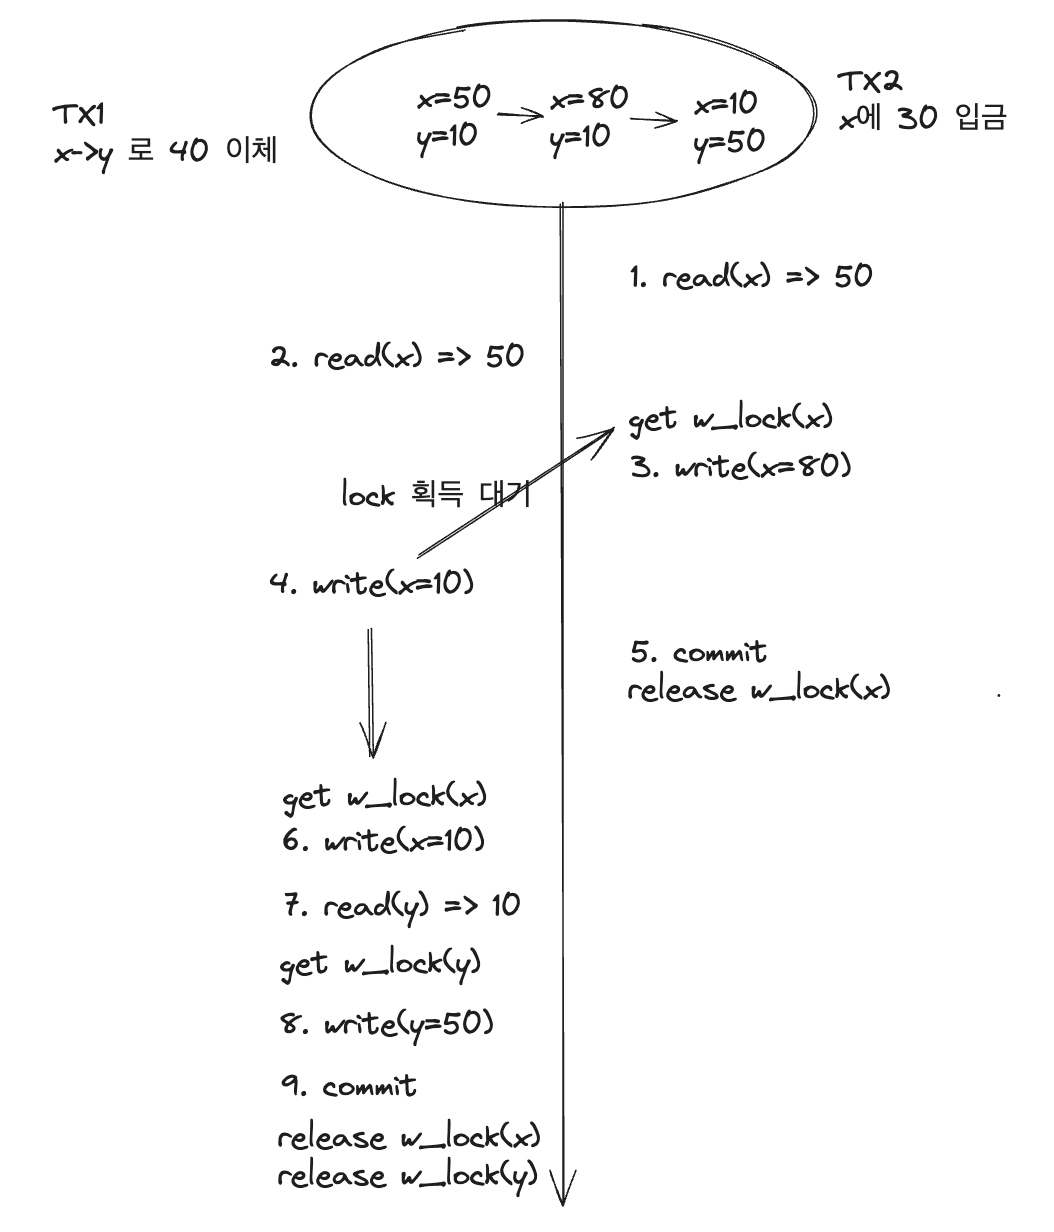 TX1
x->y 로 40 이체
x=50
y=10
x=80
y=10
x=10
y=50
TX2
x에 30 입금
1. read(x) => 50
2. read(x) => 50
get w_lock(x)
3. write(x=80)
lock 획득 대기
4. write(x=10)
5. commit
release w_lock(x)
get w_lock(x)
6. write(x=10)
7. read(y) => 10
get w_lock(y)
8. write(y=50)
9. commit
release w_lock(x)
release w_lock(y)